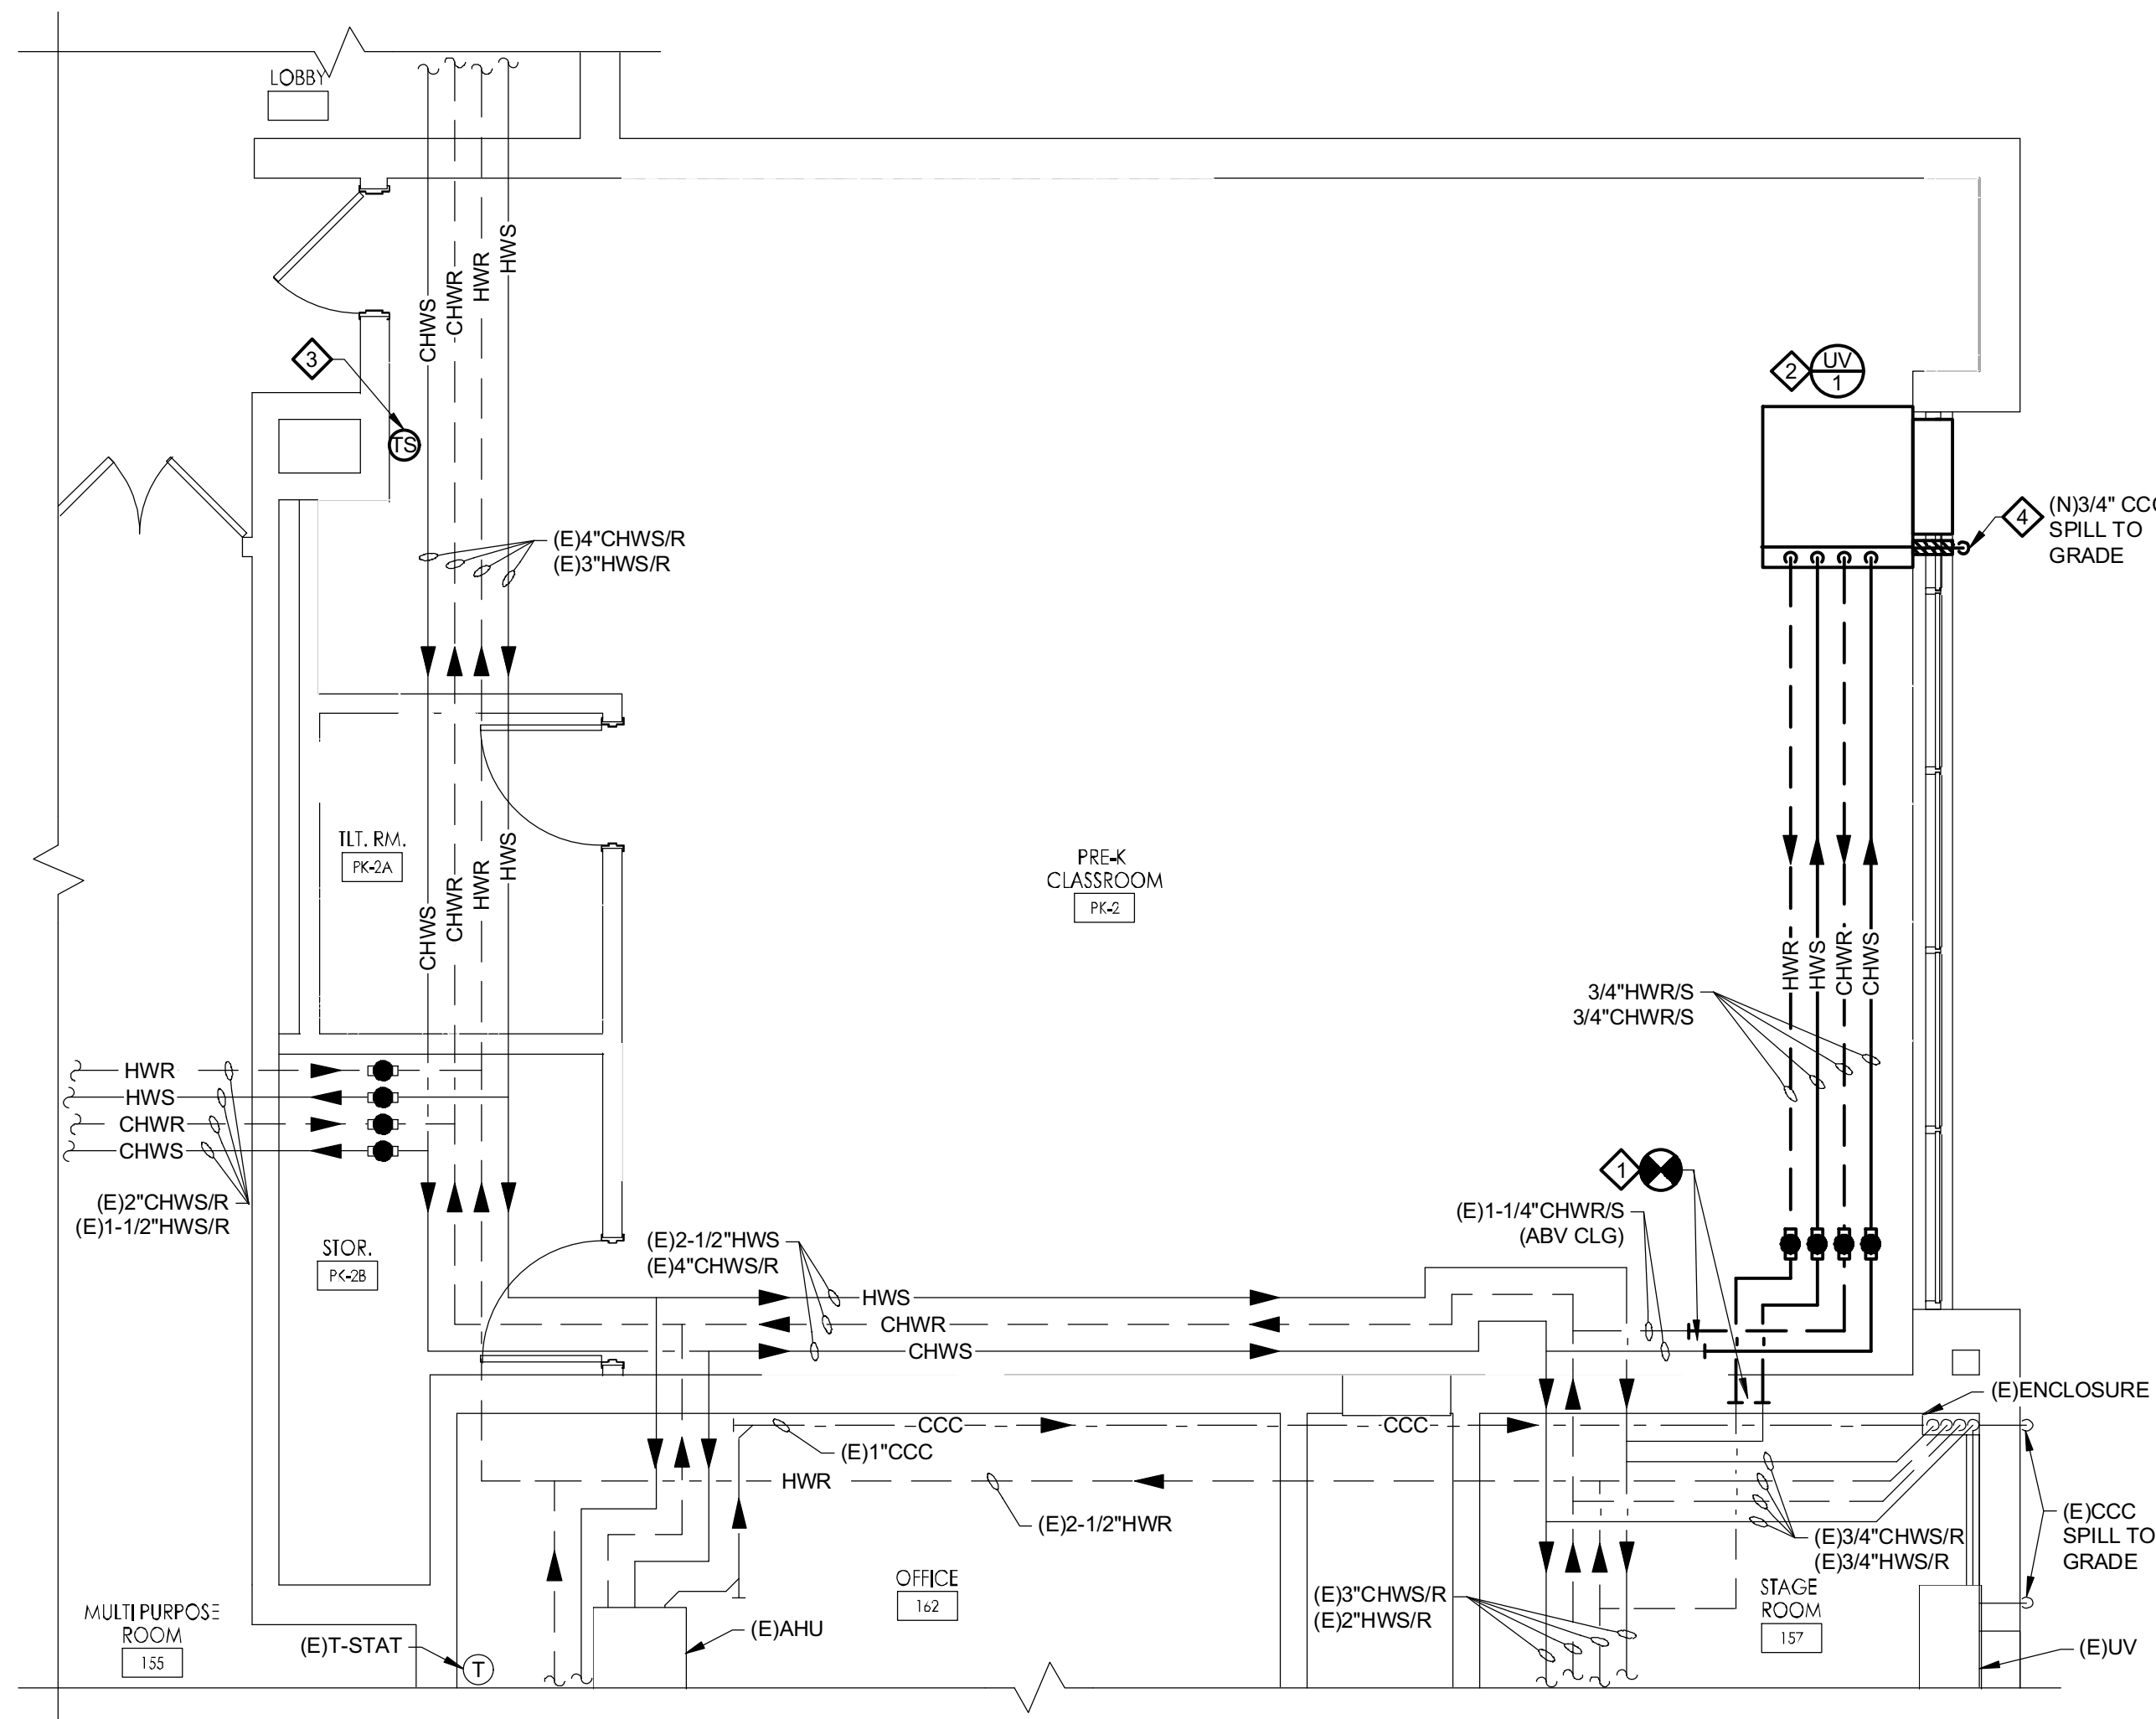 LOBBY
CHWS
CHWR
HWR
HWS
3
TS
2
UV
1
4
(N)3/4" CCC
SPILL TO
GRADE
(E)4"CHWS/R
(E)3"HWS/R
TLT. RM.
PK-2A
CHWS
CHWR
HWR
HWS
PRE-K
CLASSROOM
PK-2
HWR
HWS
CHWR
CHWS
3/4"HWR/S
3/4"CHWR/S
HWR
HWS
CHWR
CHWS
(E)2"CHWS/R
(E)1-1/2"HWS/R
STOR.
PK-2B
1
(E)1-1/4"CHWR/S
(ABV CLG)
(E)2-1/2"HWS
(E)4"CHWS/R
HWS
CHWR
CHWS
(E)ENCLOSURE
CCC
CCC
(E)1"CCC
HWR
(E)2-1/2"HWR
(E)CCC
SPILL TO
GRADE
(E)3/4"CHWS/R
(E)3/4"HWS/R
OFFICE
162
(E)3"CHWS/R
(E)2"HWS/R
STAGE
ROOM
157
MULTI PURPOSE
ROOM
155
(E)T-STAT
T
(E)AHU
(E)UV